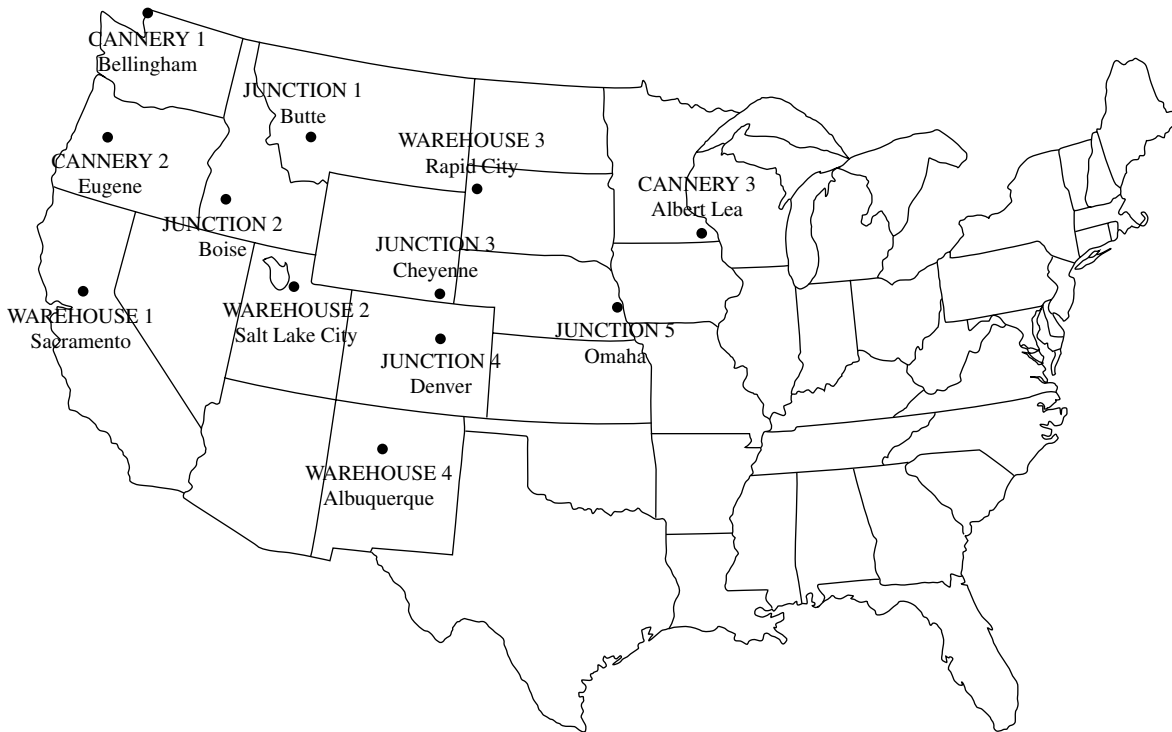 CANNERY 1
Bellingham
JUNCTION 1
Butte
WAREHOUSE 3
Rapid City
CANNERY 2
Eugene
CANNERY 3
Albert Lea
JUNCTION 2
Boise
JUNCTION 3
Cheyenne
WAREHOUSE 1
Sacramento
WAREHOUSE 2
Salt Lake City
JUNCTION 5
Omaha
JUNCTION 4
Denver
WAREHOUSE 4
Albuquerque